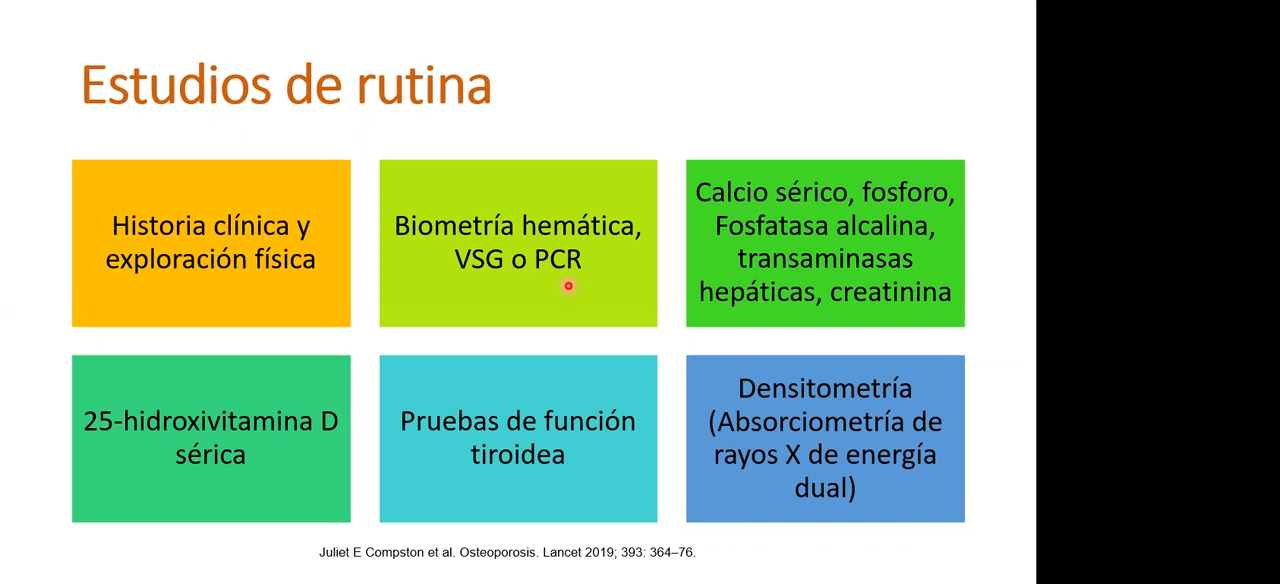 Estudios de rutina
Historia clínica y
exploración física
Biometría hemática,
VSG o PCR
Calcio sérico, fosforo,
Fosfatasa alcalina,
transaminasas
hepáticas, creatinina
25-hidroxivitamina D
sérica
Pruebas de función
tiroidea
Densitometría
(Absorciometría de
rayos X de energía
dual)
Juliet E Compston et al. Osteoporosis. Lancet 2019; 393: 364–76.